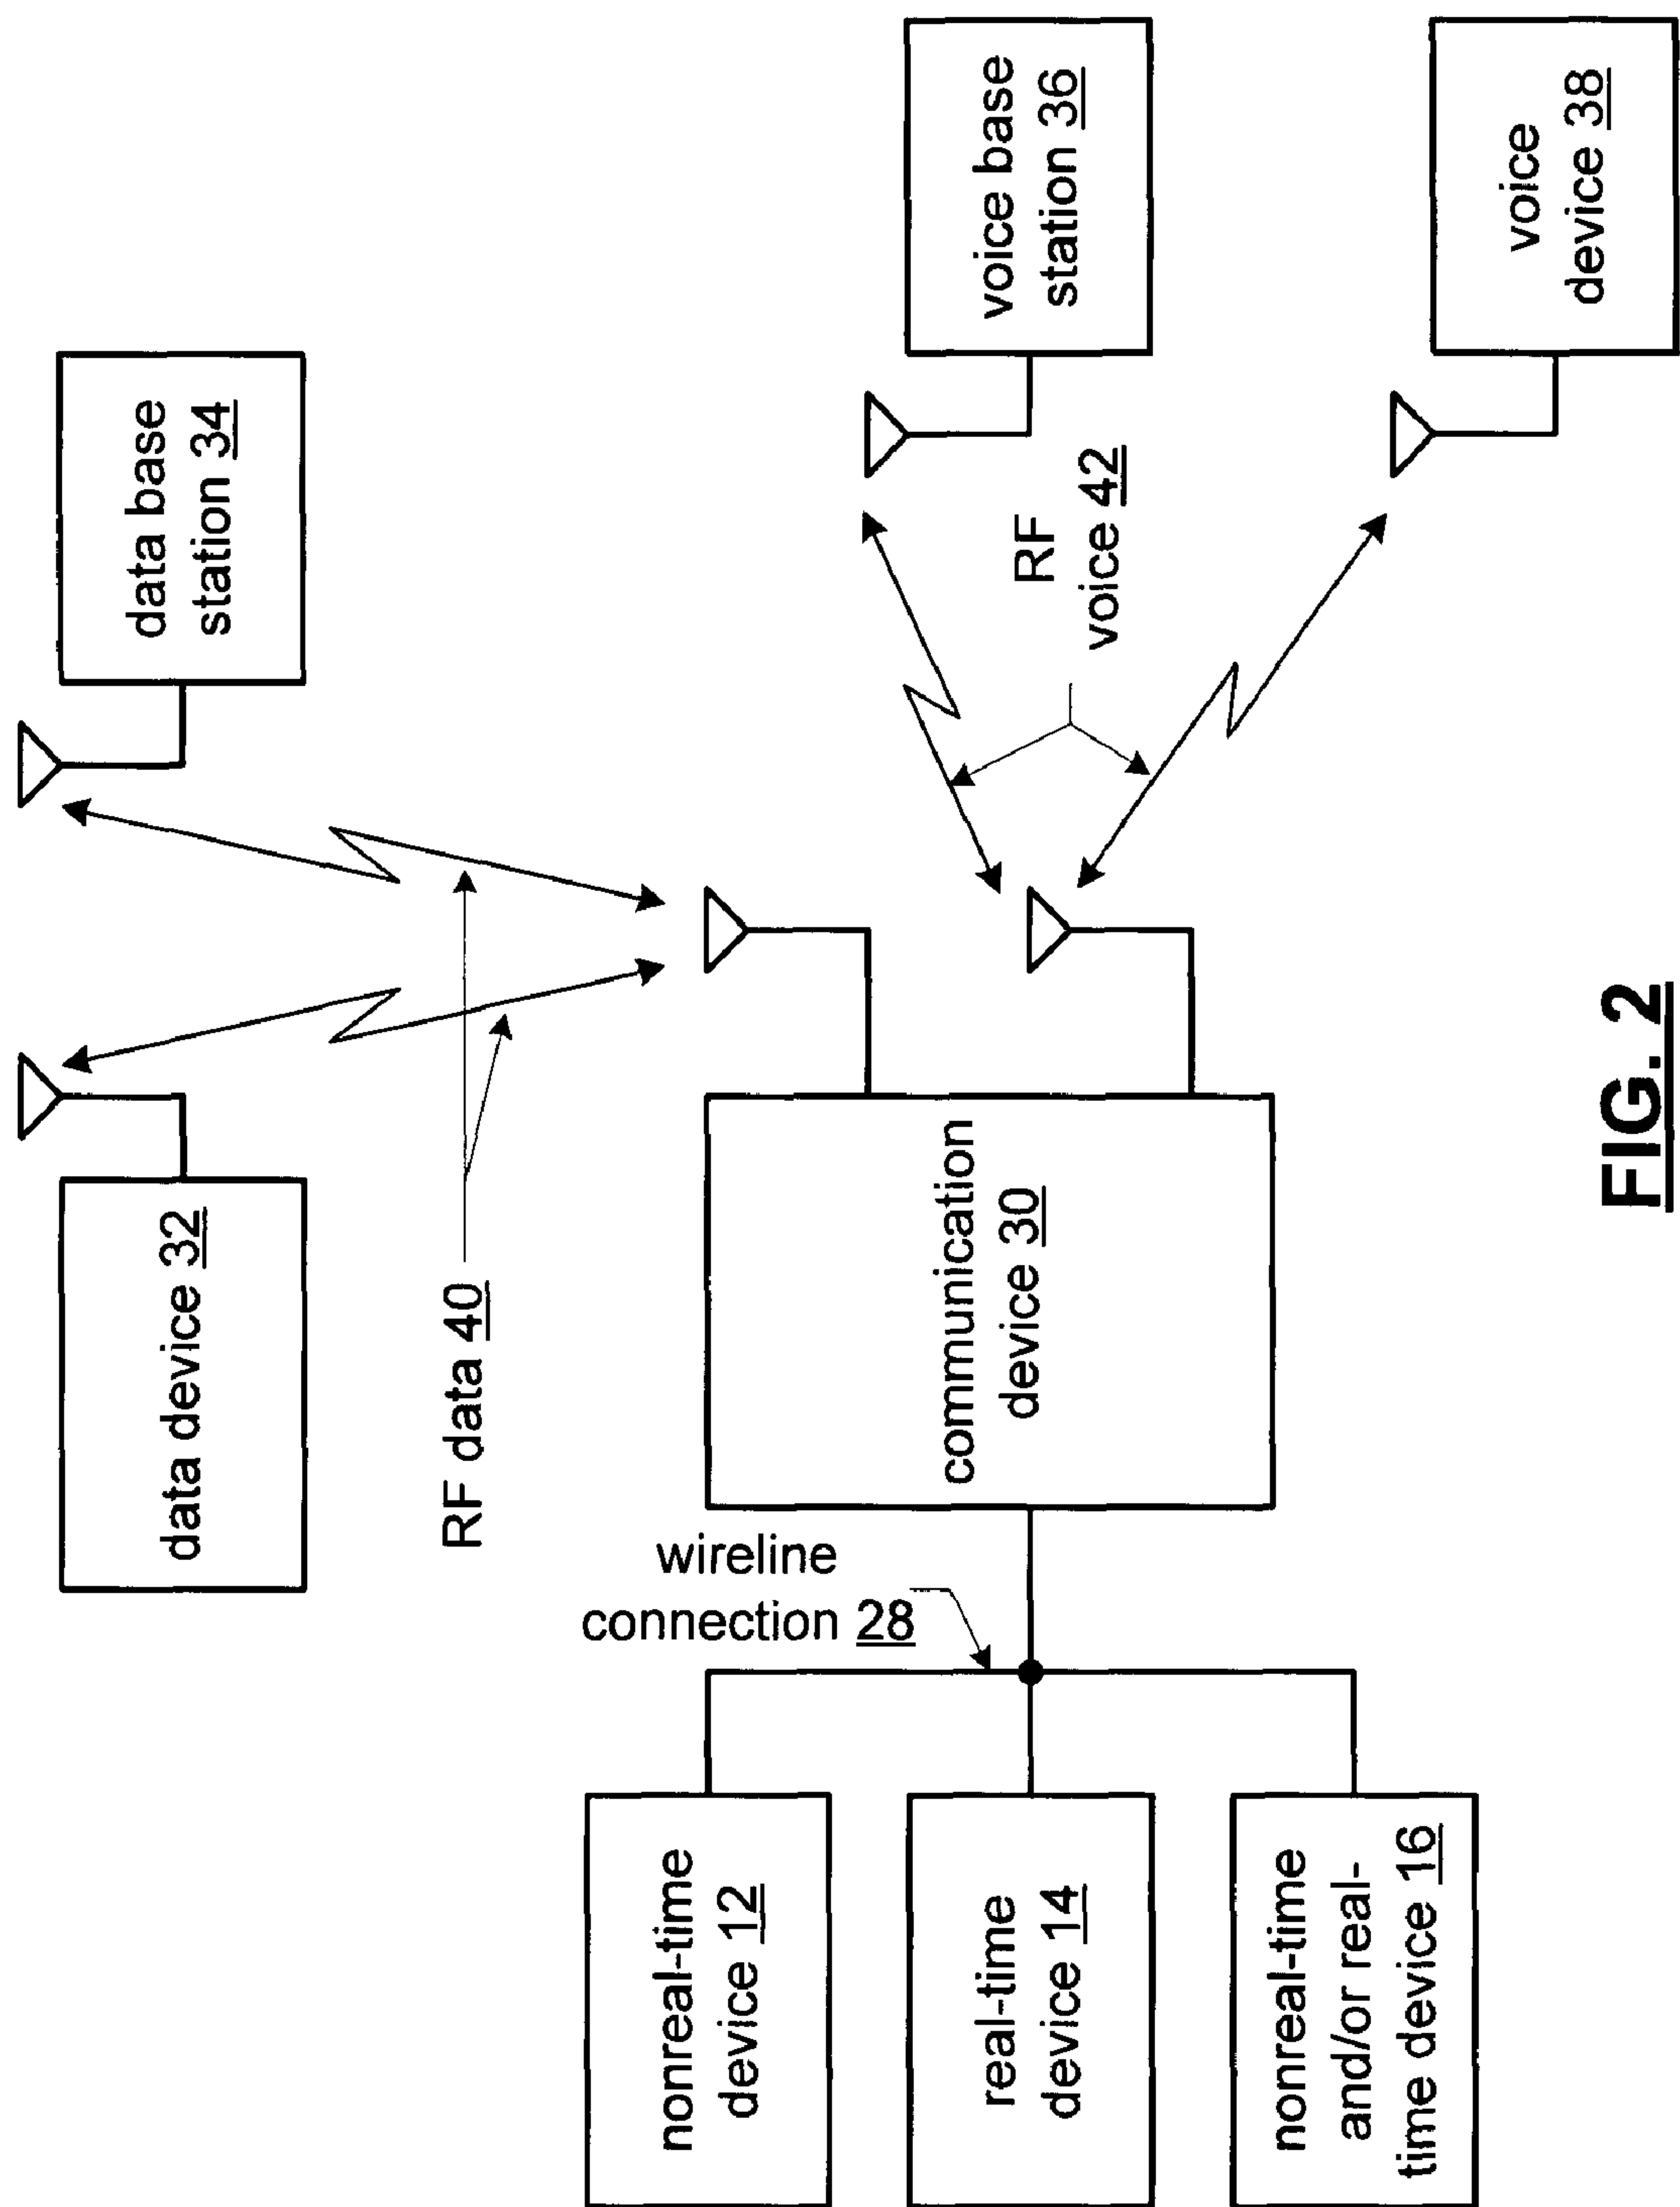 data device 32
data base
station 34
RF data 40
wireline
connection 28
nonreal-time
device 12
real-time
device 14
nonreal-time
and/or real-
time device 16
communication
device 30
RF
voice 42
voice base
station 36
voice
device 38
FIG. 2